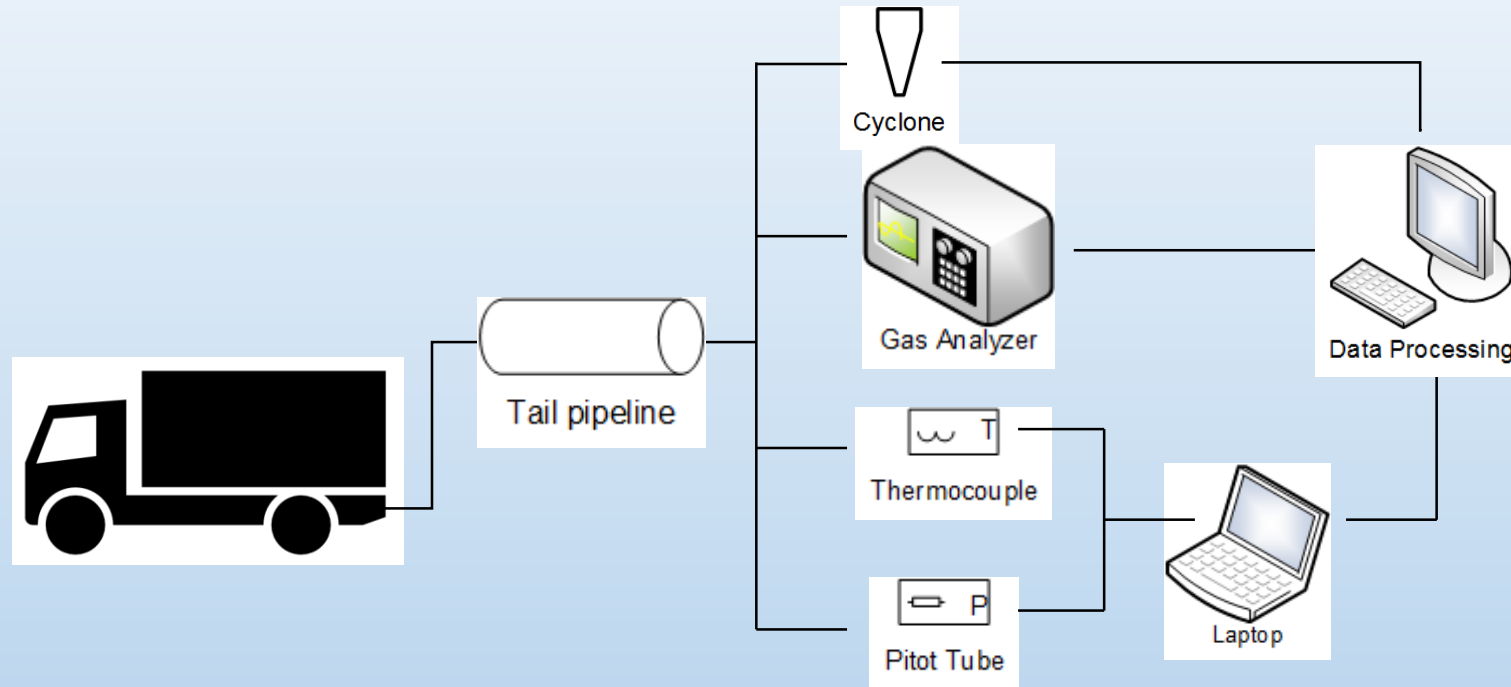 Cyclone
Gas Analyzer
Data Processing
Tail pipeline
T
Thermocouple
P
Pitot Tube
Laptop